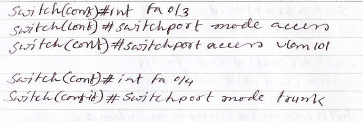 Switch(conf)#int fa 0/3
Switch(conf)#switchport mode access
Switch(conf)#switchport access vlan 101
Switch(conf)# int fa 0/4
Switch(config)# Switchport mode trunk